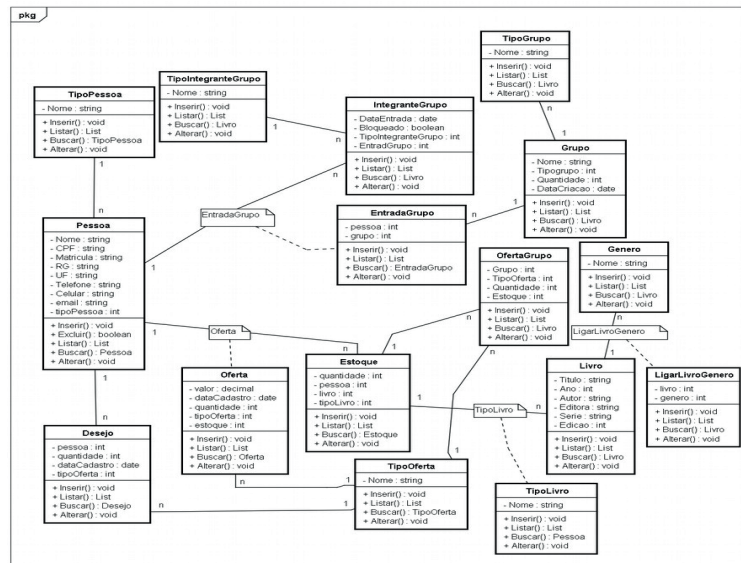 pkg
TipoGrupo
- Nome : string
+ Inserir() : void
+ Listar() : List
+ Buscar() : Livro
+ Alterar() : void
TipoIntegranteGrupo
- Nome : string
+ Inserir() : void
+ Listar() : List
+ Buscar() : Livro
+ Alterar() : void
TipoPessoa
- Nome : string
+ Inserir() : void
+ Listar() : List
+ Buscar() : TipoPessoa
+ Alterar() : void
IntegranteGrupo
- DataEntrada : date
- Bloqueado : boolean
- TipoIntegranteGrupo : int
- EntradGrupo : int
+ Inserir() : void
+ Listar() : List
+ Buscar() : Livro
+ Alterar() : void
n
1
n
n
1
1
n
Grupo
- Nome : string
- Tipogrupo : int
- Quantidade : int
- DataCriacao : date
+ Inserir() : void
+ Listar() : List
+ Buscar() : Livro
+ Alterar() : void
EntradaGrupo
EntradaGrupo
- pessoa : int
- grupo : int
+ Inserir() : void
+ Listar() : List
+ Buscar() : EntradaGrupo
+ Alterar() : void
n
1
Pessoa
- Nome : string
- CPF : string
- Matricula : string
- RG : string
- UF : string
- Telefone : string
- Celular : string
- email : string
- tipoPessoa : int
+ Inserir() : void
+ Excluir() : boolean
+ Listar() : List
+ Buscar() : Pessoa
+ Alterar() : void
1
1
1
OfertaGrupo
- Grupo : int
- TipoOferta : int
- Quantidade : int
- Estoque : int
+ Inserir() : void
+ Listar() : List
+ Buscar() : Livro
+ Alterar() : void
n
n
Genero
- Nome : string
+ Inserir() : void
+ Listar() : List
+ Buscar() : Livro
+ Alterar() : void
n
LigarLivroGenero
1
Oferta
n
1
Estoque
- quantidade : int
- pessoa : int
- livro : int
- tipoLivro : int
+ Inserir() : void
+ Listar() : List
+ Buscar() : Estoque
+ Alterar() : void
1
TipoLivro
n
Livro
- Titulo : string
- Ano : int
- Autor : string
- Editora : string
- Serie : string
- Edicao : int
+ Inserir() : void
+ Listar() : List
+ Buscar() : Livro
+ Alterar() : void
LigarLivroGenero
- livro : int
- genero : int
+ Inserir() : void
+ Listar() : List
+ Buscar() : Livro
+ Alterar() : void
Oferta
- valor : decimal
- dataCadastro : date
- quantidade : int
- tipoOferta : int
- estoque : int
+ Inserir() : void
+ Listar() : List
+ Buscar() : Oferta
+ Alterar() : void
n
1
n
Desejo
- pessoa : int
- quantidade : int
- dataCadastro : date
- tipoOferta : int
+ Inserir() : void
+ Listar() : List
+ Buscar() : Desejo
+ Alterar() : void
n
1
1
TipoOferta
- Nome : string
+ Inserir() : void
+ Listar() : List
+ Buscar() : TipoOferta
+ Alterar() : void
TipoLivro
- Nome : string
+ Inserir() : void
+ Listar() : List
+ Buscar() : Pessoa
+ Alterar() : void